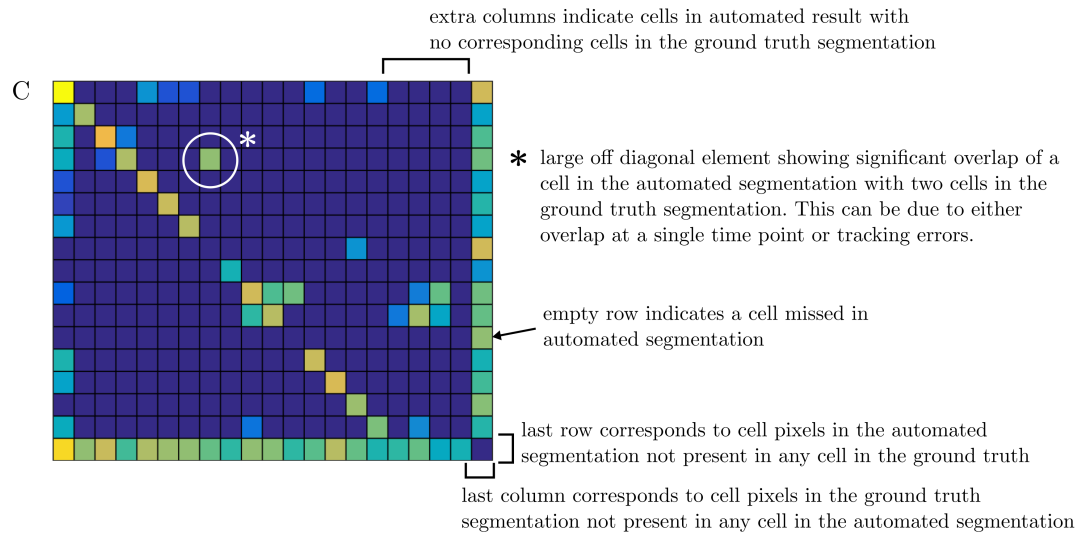 extra columns indicate cells in automated result with
no corresponding cells in the ground truth segmentation
C
*
* large off diagonal element showing significant overlap of a
cell in the automated segmentation with two cells in the
ground truth segmentation. This can be due to either
overlap at a single time point or tracking errors.
empty row indicates a cell missed in
automated segmentation
last row corresponds to cell pixels in the automated
segmentation not present in any cell in the ground truth
last column corresponds to cell pixels in the ground truth
segmentation not present in any cell in the automated segmentation